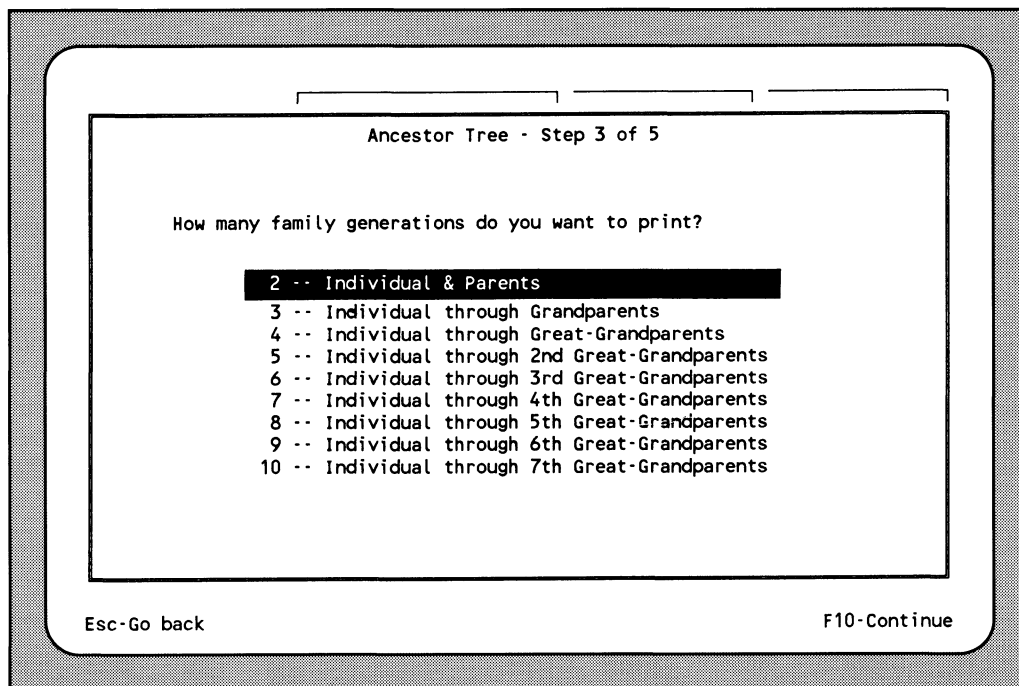 Ancestor Tree - Step 3 of 5
How many family generations do you want to print?
2 -- Individual & Parents
3 -- Individual through Grandparents
4 -- Individual through Great-Grandparents
5 -- Individual through 2nd Great-Grandparents
6 -- Individual through 3rd Great-Grandparents
7 -- Individual through 4th Great-Grandparents
8 -- Individual through 5th Great-Grandparents
9 -- Individual through 6th Great-Grandparents
10 -- Individual through 7th Great-Grandparents
Esc-Go back
F10-Continue